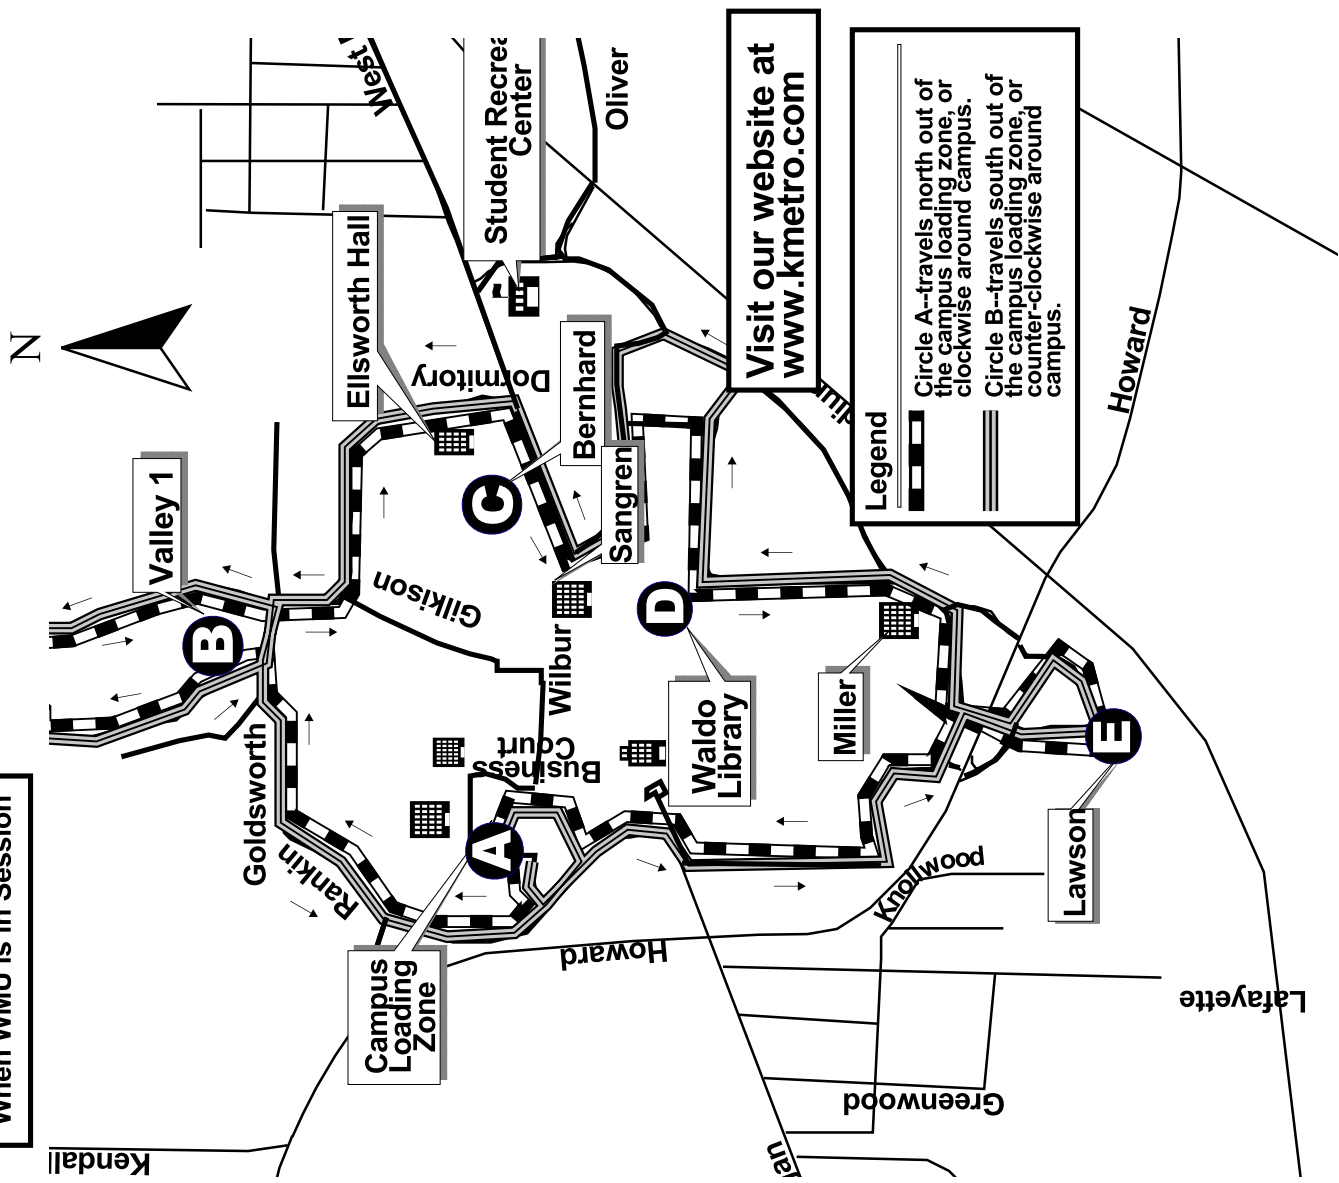 N
When WMU is in Session
West
Student Recrea
Center
Oliver
Visit our website at
www.kmetro.com
Legend
Circle A--travels north out of
the campus loading zone, or
clockwise around campus.
Circle B--travels south out of
the campus loading zone, or
counter-clockwise around
campus.
Ellsworth Hall
Dormitory
Bernhard
Sangren
Valley 1
Gilkison
Wilbur
Business
Court
Waldo
Library
Miller
Lawson
Goldsworth
Rankin
Campus
Loading
Zone
Howard
Howard
Knollwood
Lafayette
Greenwood
Kendall
A
B
C
D
E